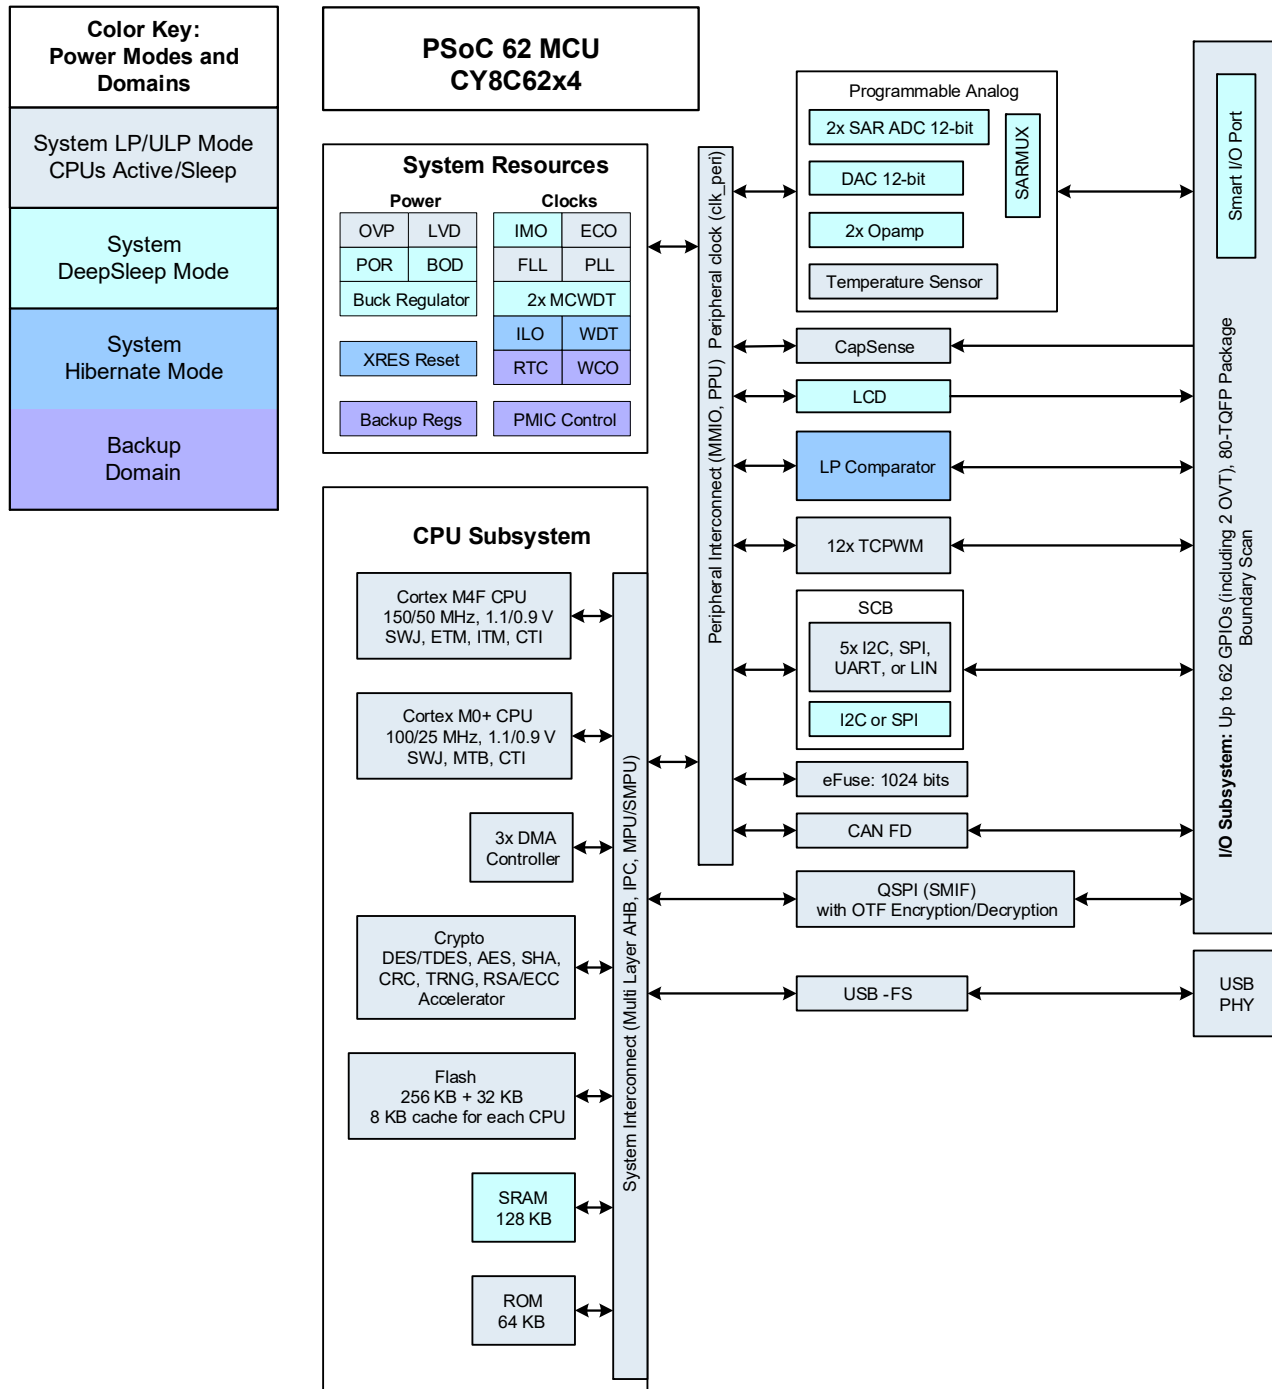 Color Key:
Power Modes and
Domains
System LP/ULP Mode
CPUs Active/Sleep
System
DeepSleep Mode
System
Hibernate Mode
Backup
Domain
PSoC 62 MCU
CY8C62x4
System Resources
Power
Clocks
OVP
LVD
IMO
ECO
POR
BOD
FLL
PLL
Buck Regulator
2x MCWDT
ILO
WDT
XRES Reset
RTC
WCO
Backup Regs
PMIC Control
CPU Subsystem
Cortex M4F CPU
150/50 MHz, 1.1/0.9 V
SWJ, ETM, ITM, CTI
Cortex M0+ CPU
100/25 MHz, 1.1/0.9 V
SWJ, MTB, CTI
3x DMA
Controller
Crypto
DES/TDES, AES, SHA,
CRC, TRNG, RSA/ECC
Accelerator
Flash
256 KB + 32 KB
8 KB cache for each CPU
SRAM
128 KB
ROM
64 KB
System Interconnect (Multi Layer AHB, IPC, MPU/SMPU)
Peripheral Interconnect (MMIO, PPU) Peripheral clock (clk_peri)
Programmable Analog
2x SAR ADC 12-bit
DAC 12-bit
2x Opamp
Temperature Sensor
SARMUX
CapSense
LCD
LP Comparator
12x TCPWM
SCB
5x I2C, SPI,
UART, or LIN
I2C or SPI
eFuse: 1024 bits
CAN FD
QSPI (SMIF)
with OTF Encryption/Decryption
USB -FS
Smart I/O Port
I/O Subsystem: Up to 62 GPIOs (including 2 OVT), 80-TQFP Package
Boundary Scan
USB
PHY